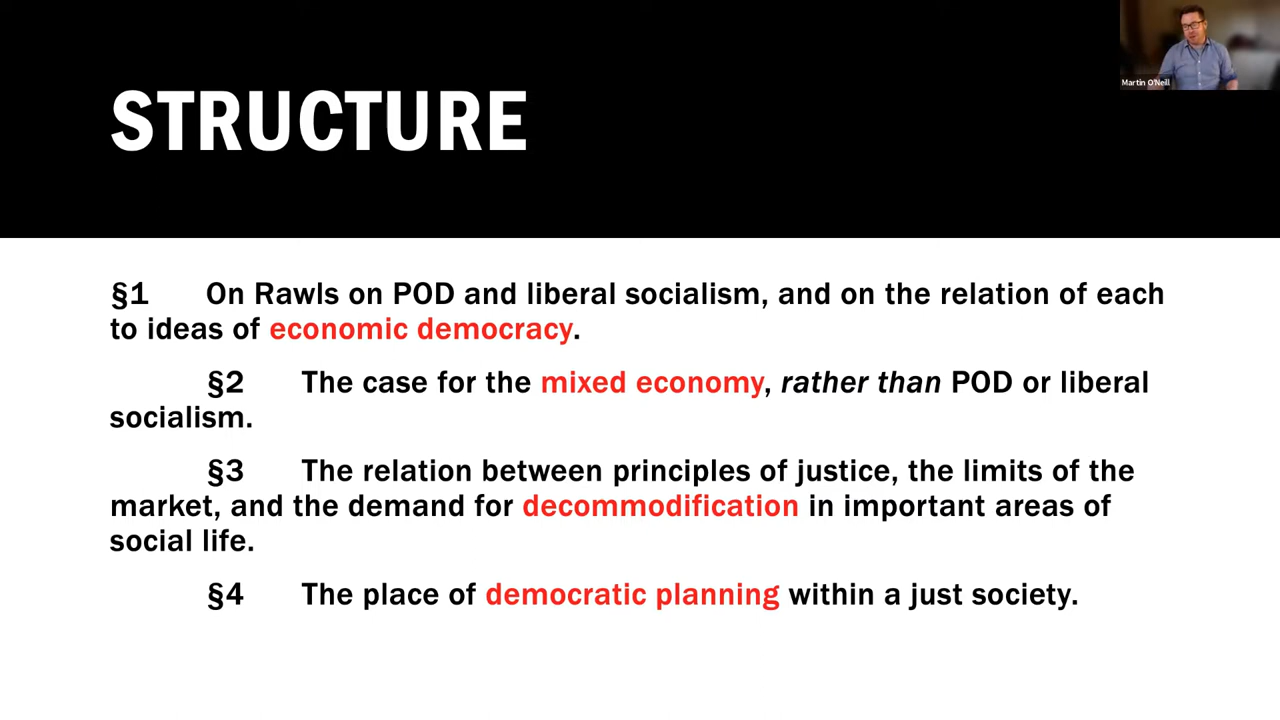 Martin O'Neill
STRUCTURE
§1 On Rawls on POD and liberal socialism, and on the relation of each
to ideas of economic democracy.
§2 The case for the mixed economy, rather than POD or liberal
socialism.
§3 The relation between principles of justice, the limits of the
market, and the demand for decommodification in important areas of
social life.
§4 The place of democratic planning within a just society.